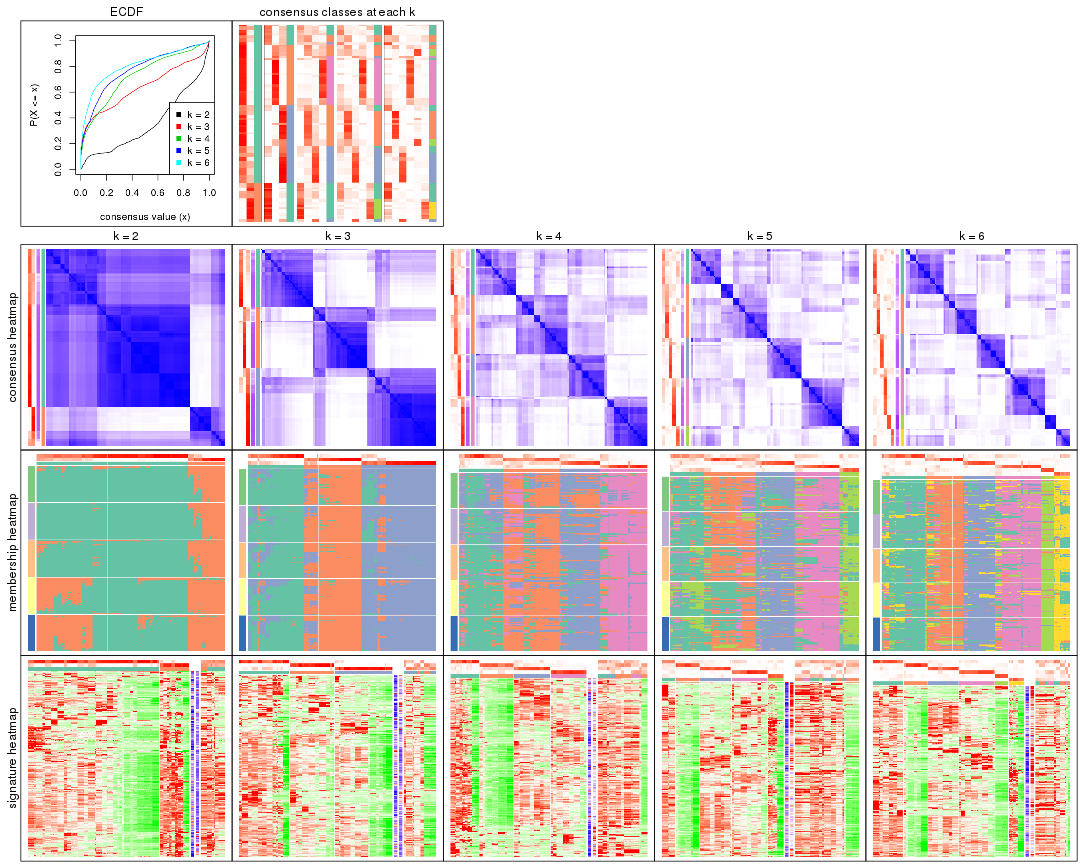 ECDF
consensus classes at each k
P(X <= x)
0.0 0.2 0.4 0.6 0.8 1.0
k = 2
k = 3
k = 4
k = 5
k = 6
0.0 0.2 0.4 0.6 0.8 1.0
consensus value (x)
k = 2 k = 3 k = 4 k = 5 k = 6
consensus heatmap
membership heatmap
signature heatmap